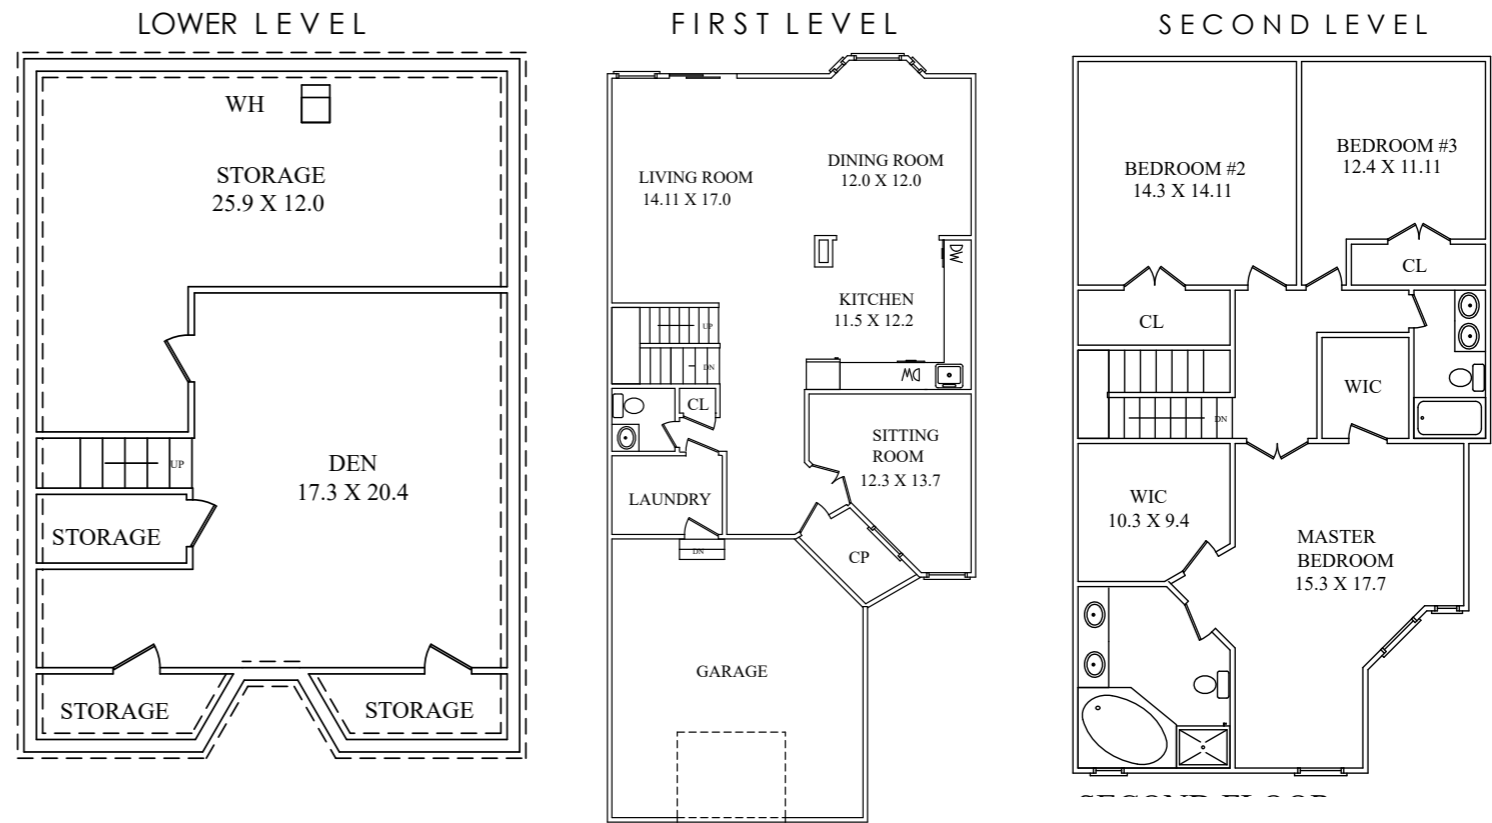 LOWER LEVEL
WH
STORAGE
25.9 X 12.0
UP
DEN
17.3 X 20.4
STORAGE
STORAGE
STORAGE
FIRST LEVEL
LIVING ROOM
14.11 X 17.0
DINING ROOM
12.0 X 12.0
DW
KITCHEN
11.5 X 12.2
UP
DN
DW
CL
SITTING
ROOM
12.3 X 13.7
LAUNDRY
DN
CP
GARAGE
SECOND LEVEL
BEDROOM #2
14.3 X 14.11
BEDROOM #3
12.4 X 11.11
CL
CL
WIC
DN
WIC
10.3 X 9.4
MASTER
BEDROOM
15.3 X 17.7
SECOND FLOOR